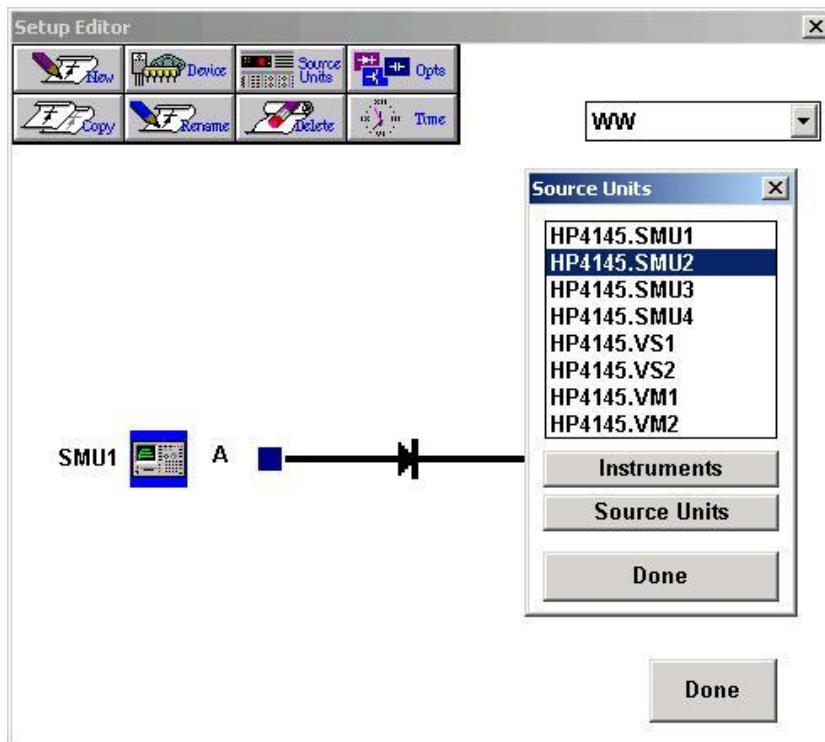 Setup Editor
New Device Source Units Opts
Copy Rename Delete Time
WW
Source Units
HP4145.SMU1
HP4145.SMU2
HP4145.SMU3
HP4145.SMU4
HP4145.VS1
HP4145.VS2
HP4145.VM1
HP4145.VM2
SMU1 A
Instruments
Source Units
Done
Done